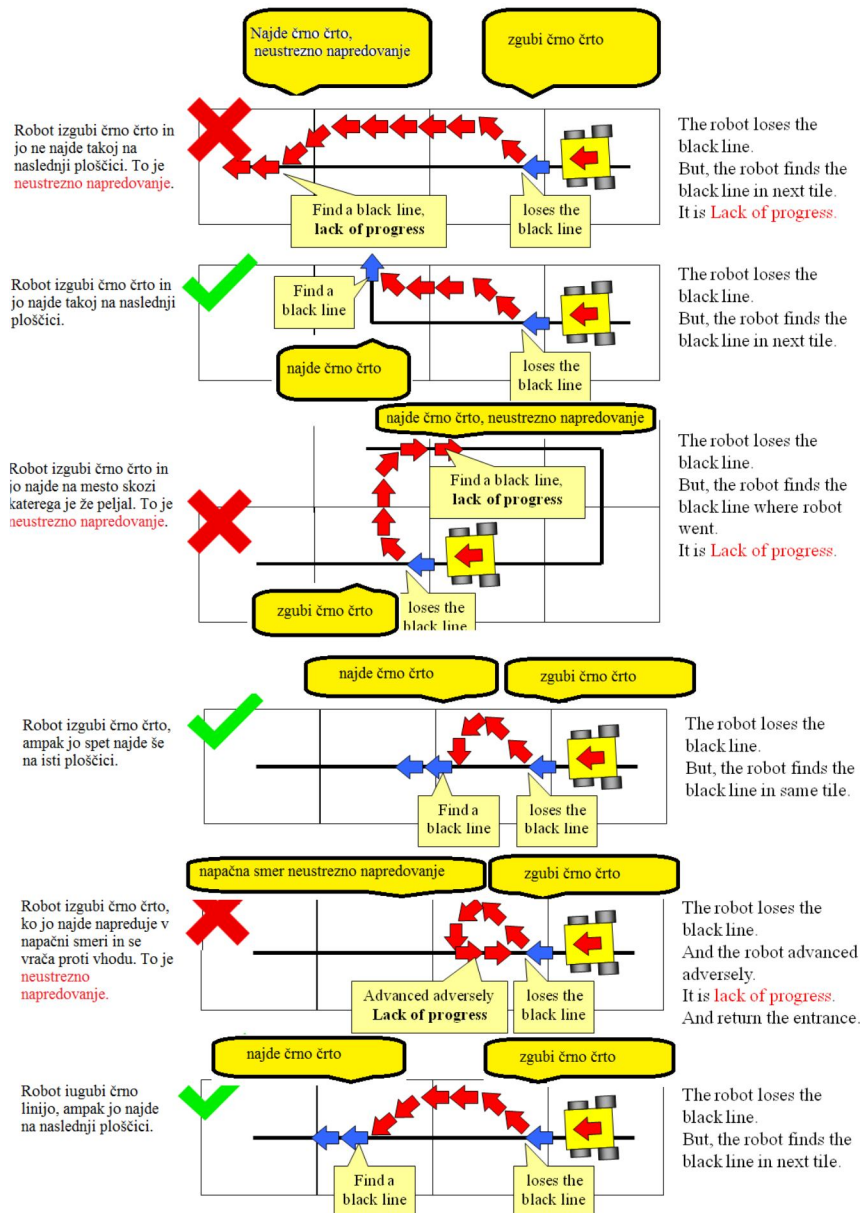 Najde črno črto,
neustrezno napredovanje
zgubi črno črto
Robot izgubi črno črto in
jo ne najde takoj na
naslednji ploščici. To je
neustrezno napredovanje.
Find a black line,
lack of progress
loses the
black line
The robot loses the
black line.
But, the robot finds the
black line in next tile.
It is Lack of progress.
Robot izgubi črno črto in
jo najde takoj na naslednji
ploščici.
Find a
black line
najde črno črto
loses the
black line
The robot loses the
black line.
But, the robot finds the
black line in next tile.
najde črno črto, neustrezno napredovanje
Robot izgubi črno črto in
jo najde na mesto skozi
katerega je že peljal. To je
neustrezno napredovanje.
Find a black line,
lack of progress
zgubi črno črto
loses the
black line
The robot loses the
black line.
But, the robot finds the
black line where robot
went.
It is Lack of progress.
najde črno črto
zgubi črno črto
Robot izgubi črno črto,
ampak jo spet najde še
na isti ploščici.
Find a
black line
loses the
black line
The robot loses the
black line.
But, the robot finds the
black line in same tile.
napačna smer neustrezno napredovanje
zgubi črno črto
Robot izgubi črno črto,
ko jo najde napreduje v
napačni smeri in se
vrača proti vhodu. To je
neustrezno
napredovanje.
Advanced adversely
Lack of progress
loses the
black line
The robot loses the
black line.
And the robot advanced
adversely.
It is lack of progress.
And return the entrance.
najde črno črto
zgubi črno črto
Robot iugubi črno
linijo, ampak jo najde
na naslednji ploščici.
Find a
black line
loses the
black line
The robot loses the
black line.
But, the robot finds the
black line in next tile.